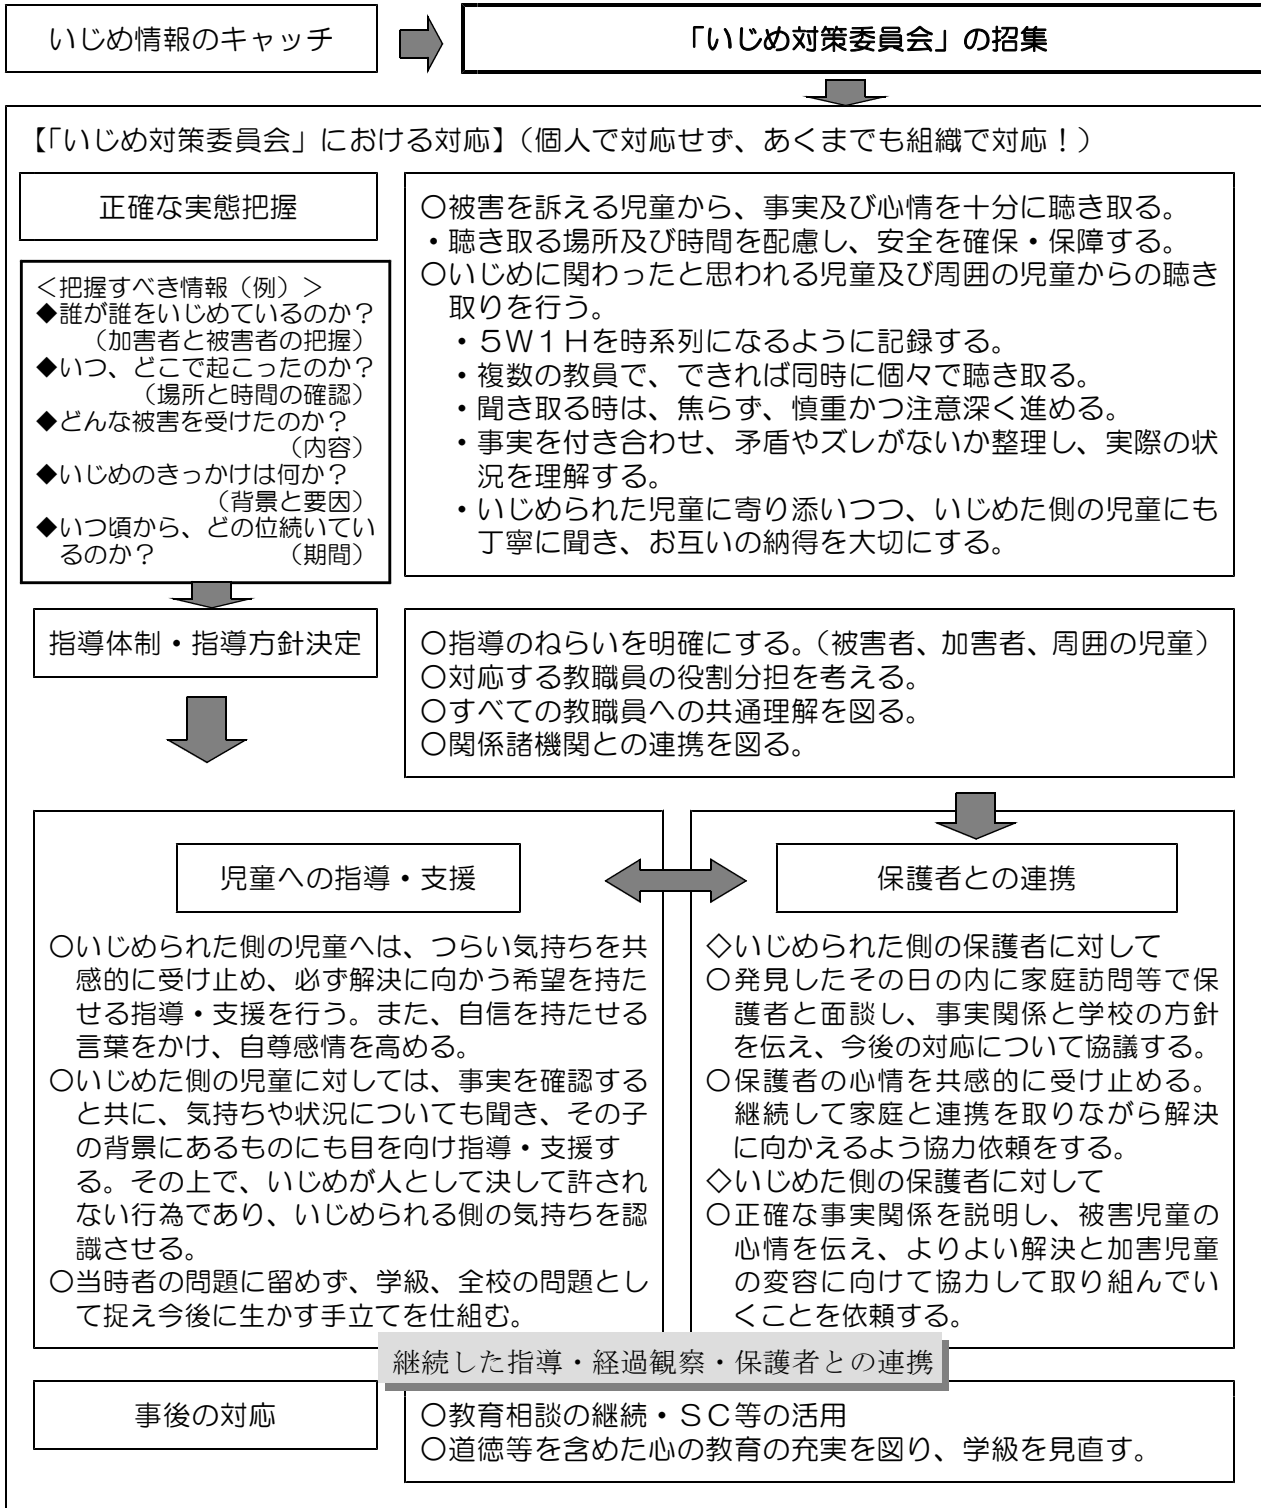 いじめ情報のキャッチ
「いじめ対策委員会」の招集
【「いじめ対策委員会」における対応】（個人で対応せず、あくまでも組織で対応！）
正確な実態把握
＜把握すべき情報（例）＞
◆誰が誰をいじめているのか？
（加害者と被害者の把握）
◆いつ、どこで起こったのか？
（場所と時間の確認）
◆どんな被害を受けたのか？
（内容）
◆いじめのきっかけは何か？
（背景と要因）
◆いつ頃から、どの位続いてい
るのか？　（期間）
○被害を訴える児童から、事実及び心情を十分に聴き取る。
・聴き取る場所及び時間を配慮し、安全を確保・保障する。
○いじめに関わったと思われる児童及び周囲の児童からの聴き
取りを行う。
・５Ｗ１Ｈを時系列になるように記録する。
・複数の教員で、できれば同時に個々で聴き取る。
・聞き取る時は、焦らず、慎重かつ注意深く進める。
・事実を付き合わせ、矛盾やズレがないか整理し、実際の状
況を理解する。
・いじめられた児童に寄り添いつつ、いじめた側の児童にも
丁寧に聞き、お互いの納得を大切にする。
指導体制・指導方針決定
○指導のねらいを明確にする。（被害者、加害者、周囲の児童）
○対応する教職員の役割分担を考える。
○すべての教職員への共通理解を図る。
○関係諸機関との連携を図る。
児童への指導・支援
○いじめられた側の児童へは、つらい気持ちを共
感的に受け止め、必ず解決に向かう希望を持た
せる指導・支援を行う。また、自信を持たせる
言葉をかけ、自尊感情を高める。
○いじめた側の児童に対しては、事実を確認する
と共に、気持ちや状況についても聞き、その子
の背景にあるものにも目を向け指導・支援す
る。その上で、いじめが人として決して許され
ない行為であり、いじめられる側の気持ちを認
識させる。
○当時者の問題に留めず、学級、全校の問題とし
て捉え今後に生かす手立てを仕組む。
保護者との連携
◇いじめられた側の保護者に対して
○発見したその日の内に家庭訪問等で保
護者と面談し、事実関係と学校の方針
を伝え、今後の対応について協議する。
○保護者の心情を共感的に受け止める。
継続して家庭と連携を取りながら解決
に向かえるよう協力依頼をする。
◇いじめた側の保護者に対して
○正確な事実関係を説明し、被害児童の
心情を伝え、よりよい解決と加害児童
の変容に向けて協力して取り組んでい
くことを依頼する。
継続した指導・経過観察・保護者との連携
事後の対応
○教育相談の継続・ＳＣ等の活用
○道徳等を含めた心の教育の充実を図り、学級を見直す。